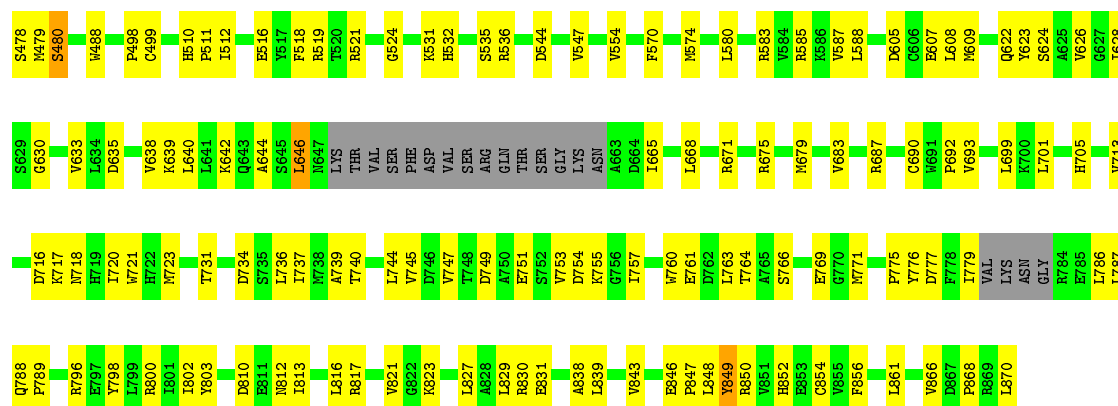 S478 M479 S480 W488 P498 C499 H510 P511 I512 E516 Y517 F518 R519 T520 R521 G524 K531 H532 S535 R536 D544 V547 V554 F570 M574 L580 R583 V584 R585 K586 V587 L588 D605 C606 E607 L608 M609 Q622 Y623 S624 A625 V626 G627 I628
S629 G630 V633 L634 D635 V638 K639 L640 L641 K642 Q643 A644 S645 L646 N647 LYS THR VAL SER PHE ASP VAL SER ARG GLN THR SER GLY LYS ASN A663 D664 I665 L668 R671 R675 M679 V683 R687 C690 W691 P692 V693 L699 K700 L701 H705 V713
D716 K717 N718 H719 I720 W721 H722 M723 T731 D734 S735 L736 I737 M738 A739 T740 L744 V745 D746 V747 T748 D749 A750 E751 S752 V753 D754 K755 G756 I757 W760 E761 D762 L763 T764 A765 S766 E769 G770 M771 P775 Y776 D777 F778 I779 VAL LYS ASN GLY R784 E785 L786 L787
Q788 P789 R796 E797 Y798 L799 R800 I801 I802 Y803 D810 E811 N812 I813 L816 R817 V821 G822 K823 L827 A828 L829 R830 E831 A838 L839 V843 E846 P847 L848 Y849 R850 V851 H852 E853 C854 V855 F856 L861 V866 D867 P868 R869 L870